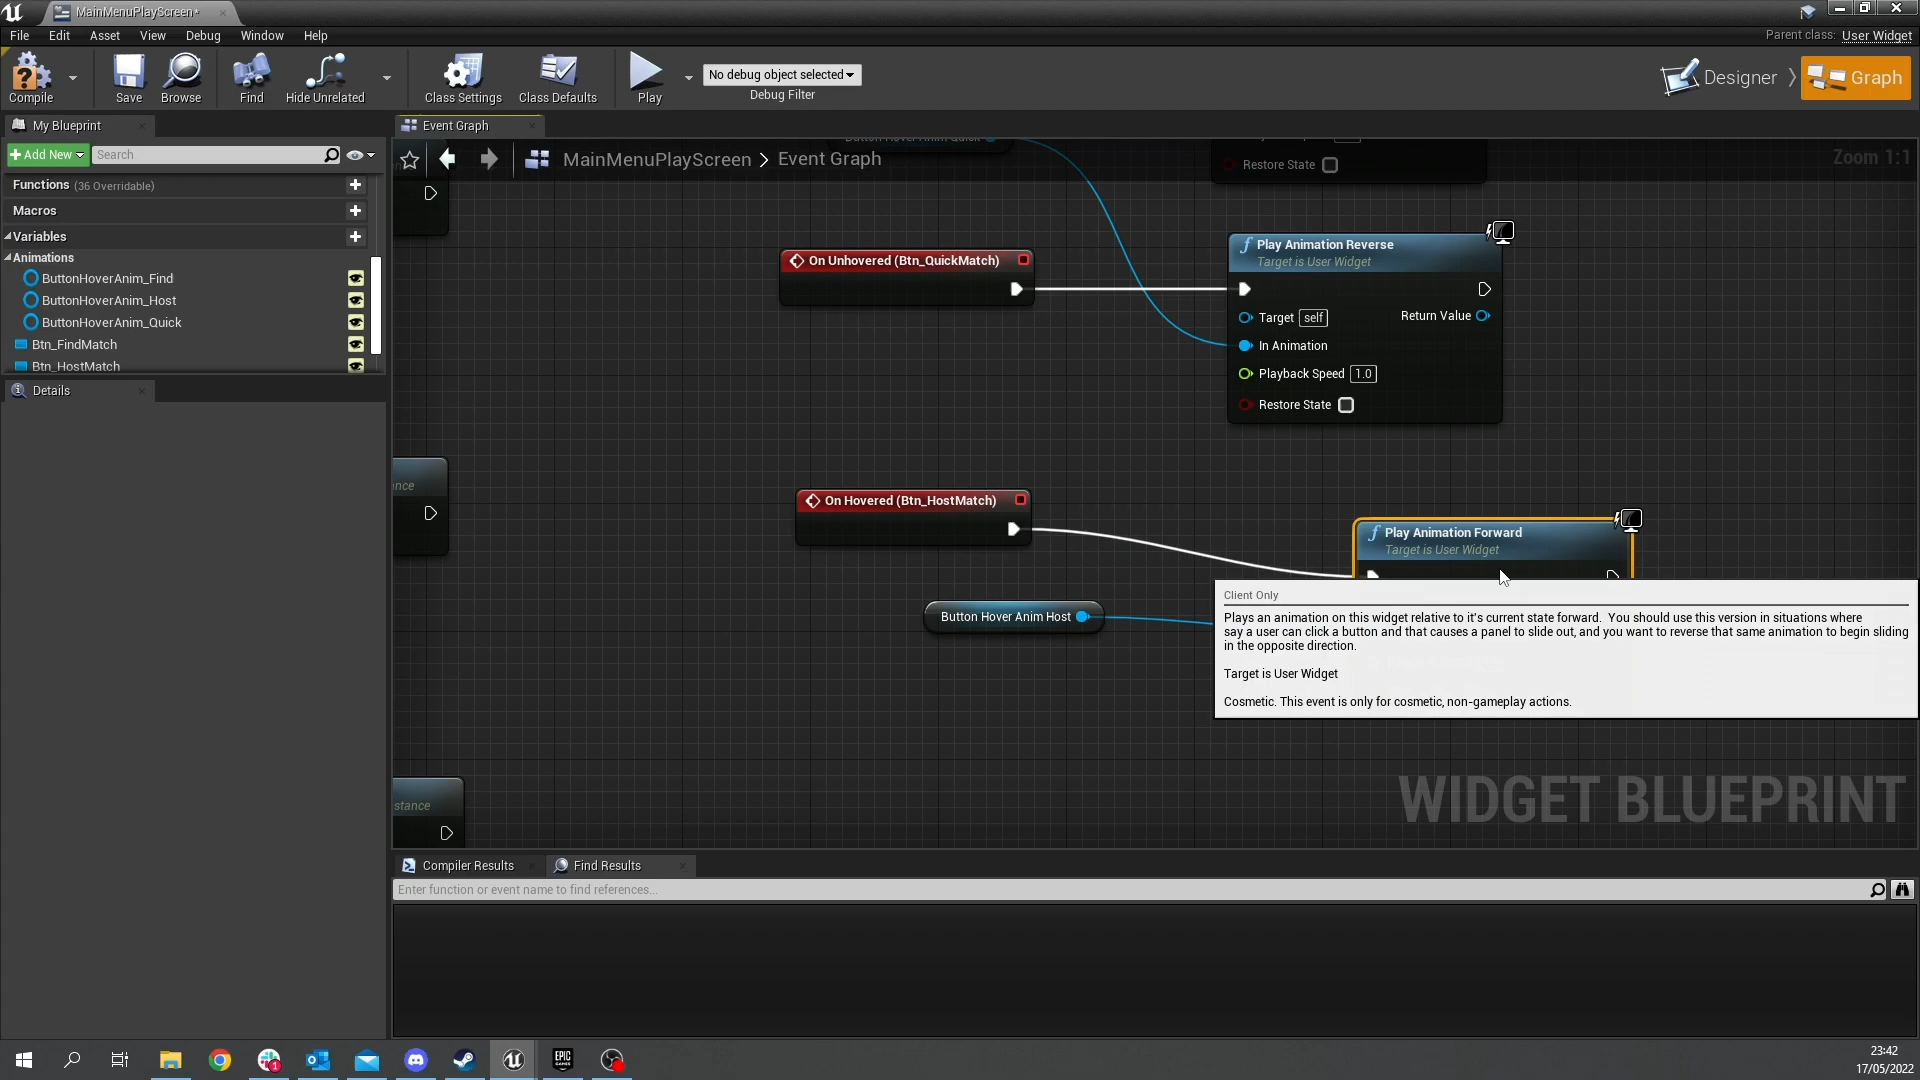 MainMenuPlayScreen*
File Edit Asset View Debug Window Help
Parent class: User Widget
Compile Save Browse Find Hide Unrelated Class Settings Class Defaults Play
No debug object selected
Debug Filter
Designer
Graph
My Blueprint
Event Graph
Add New
Search
MainMenuPlayScreen > Event Graph
Zoom 1:1
Restore State
Functions (36 Overridable)
Macros
Variables
Animations
ButtonHoverAnim_Find
ButtonHoverAnim_Host
ButtonHoverAnim_Quick
Btn_FindMatch
Btn_HostMatch
Details
Button Hover Anim Quick
On Unhovered (Btn_QuickMatch)
Play Animation Reverse
Target is User Widget
Target self
Return Value
In Animation
Playback Speed 1.0
Restore State
ance
On Hovered (Btn_HostMatch)
Play Animation Forward
Target is User Widget
Button Hover Anim Host
Client Only
Plays an animation on this widget relative to it's current state forward. You should use this version in situations where
say a user can click a button and that causes a panel to slide out, and you want to reverse that same animation to begin sliding
in the opposite direction.
Target is User Widget
Cosmetic. This event is only for cosmetic, non-gameplay actions.
stance
WIDGET BLUEPRINT
Compiler Results
Find Results
Enter function or event name to find references...
1
EPIC
GAMES
23:42
17/05/2022